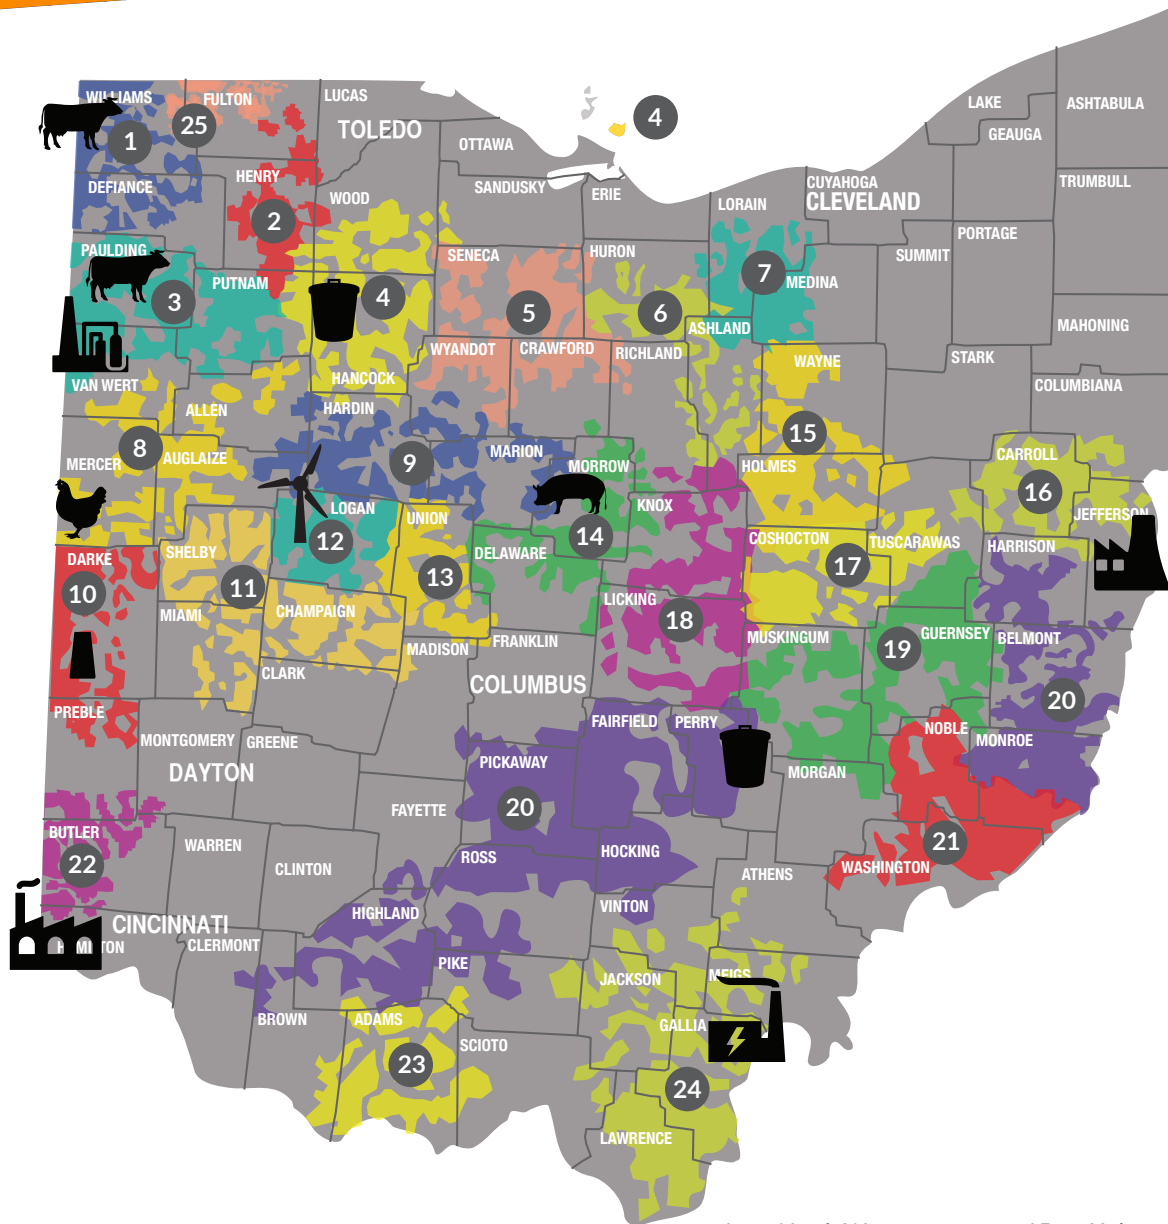 WILLIAMS
FULTON
LUCAS
LAKE
ASHTABULA
25
4
1
TOLEDO
GEAUGA
OTTAWA
HENRY
DEFIANCE
SANDUSKY
ERIE
CUYAHOGA
TRUMBULL
WOOD
LORAIN
CLEVELAND
2
PORTAGE
PAULDING
SENECA
HURON
SUMMIT
7
PUTNAM
MEDINA
3
4
5
6
ASHLAND
MAHONING
WYANDOT
CRAWFORD
RICHLAND
WAYNE
STARK
VAN WERT
HANCOCK
COLUMBIANA
ALLEN
HARDIN
15
8
AUGLAIZE
9
MARION
CARROLL
MERCER
MORROW
HOLMES
16
LOGAN
UNION
KNOX
JEFFERSON
12
14
COSHOCTON
TUSCARAWAS
HARRISON
SHELBY
DELAWARE
DARKE
17
10
11
13
LICKING
MIAMI
CHAMPAIGN
18
MUSKINGUM
GUERNSEY
BELMONT
FRANKLIN
MADISON
19
CLARK
COLUMBUS
20
PREBLE
FAIRFIELD
PERRY
NOBLE
MONROE
MONTGOMERY
GREENE
PICKAWAY
DAYTON
MORGAN
20
FAYETTE
BUTLER
WARREN
21
ROSS
HOCKING
22
CLINTON
ATHENS
WASHINGTON
HIGHLAND
VINTON
CINCINNATI
HAMILTON
CLERMONT
PIKE
JACKSON
MEIGS
BROWN
ADAMS
GALLIA
SCIOTO
23
24
LAWRENCE